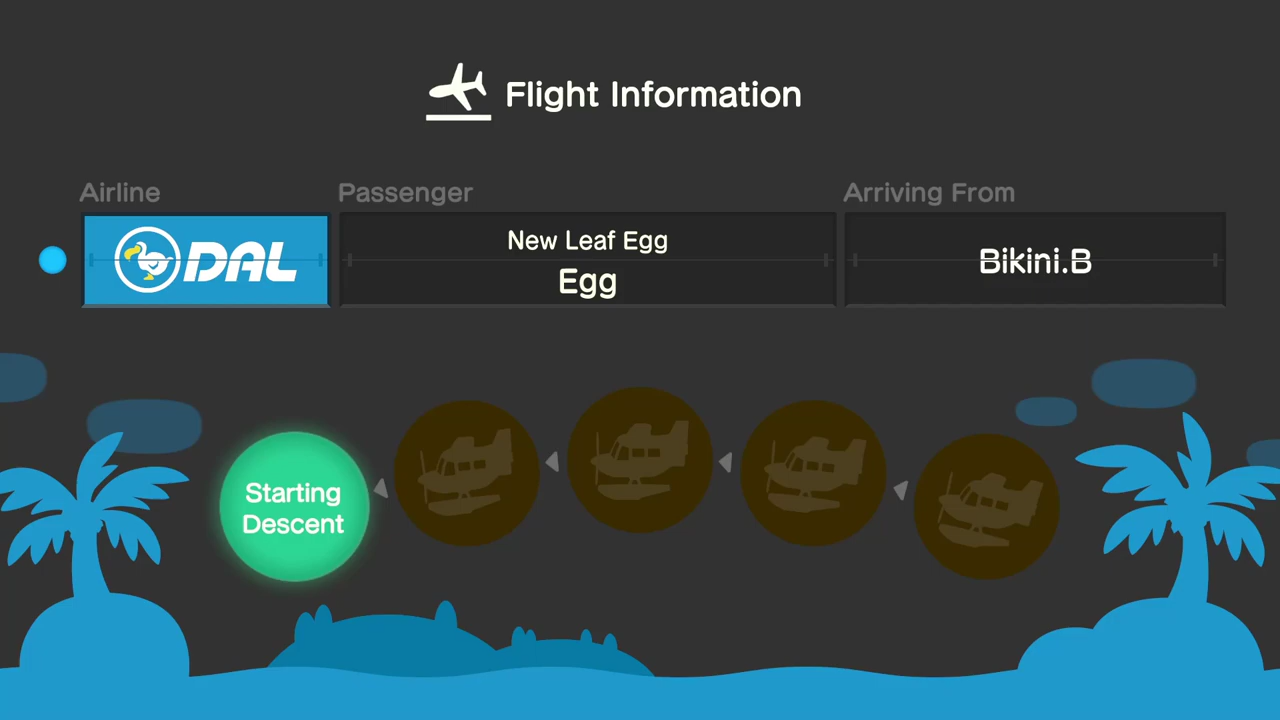 Flight Information
Airline
Passenger
Arriving From
DAL
New Leaf Egg
Egg
Bikini.B
Starting
Descent